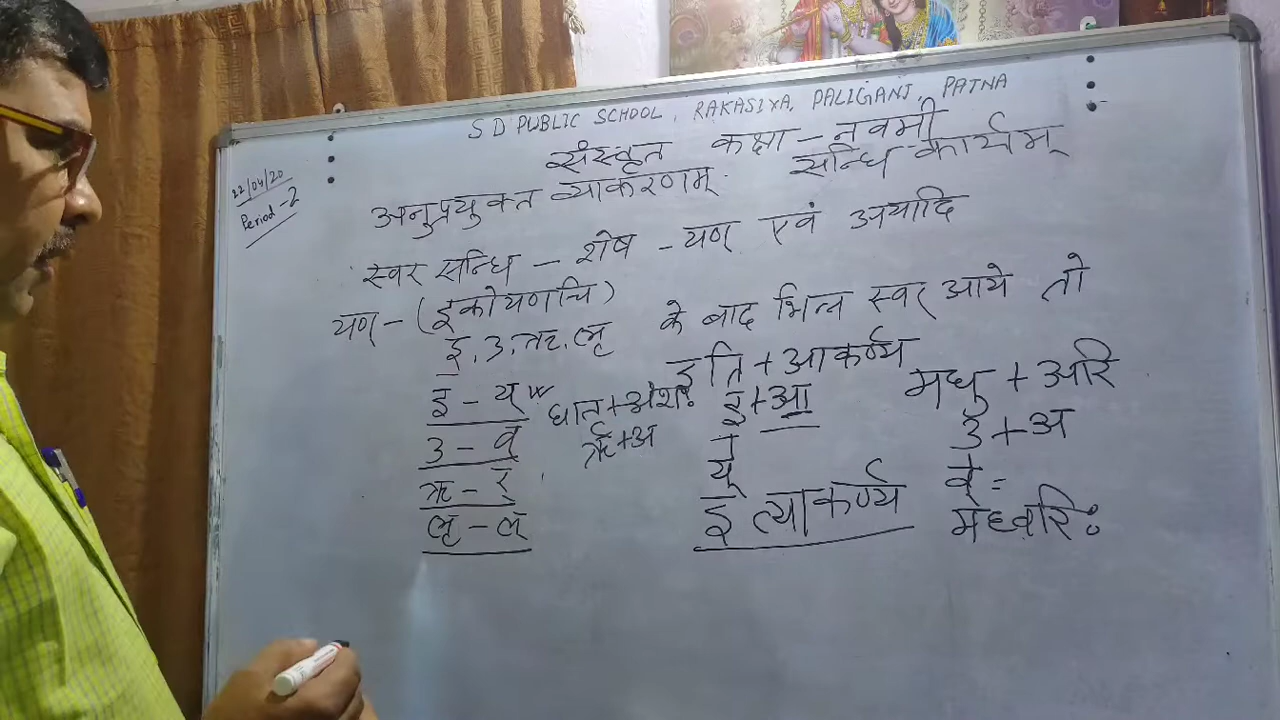 S D PUBLIC SCHOOL, RAKASIYA, PALIGANJ, PATNA
22/04/20
Period-2
संस्कृत कक्षा - नवमी
अनुप्रयुक्त व्याकरणम् सन्धि कार्यम्
स्वर सन्धि - शेष - यण् एवं अयादि
यण् - (इकोयणचि)
इ, उ, ऋ, लृ के बाद भिन्न स्वर आये तो
इ - य्
उ - व्
ऋ - र्
लृ - ल्
धातृ + अंशः
ऋ + अ
इति + आकर्ण्य
इ + आ
य्
इत्याकर्ण्य
मधु + अरि
उ + अ
व् =
मध्वरिः